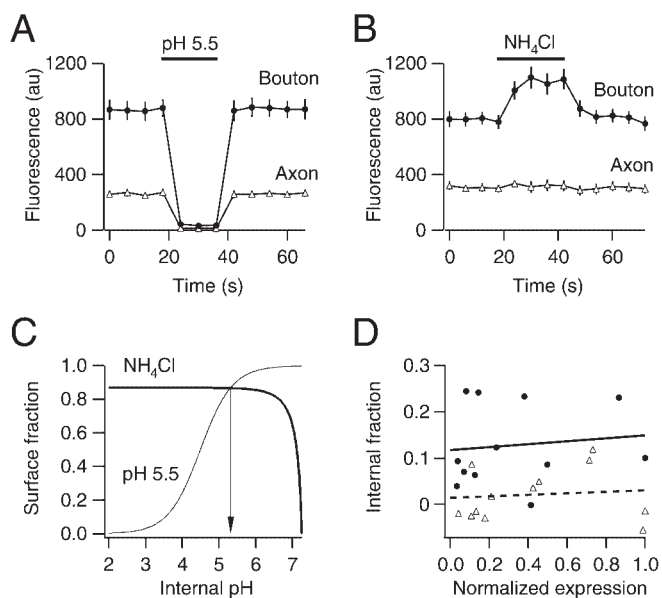 A
pH 5.5
Fluorescence (au)
1200
800
400
0
Bouton
Axon
0 20 40 60
Time (s)
B
NH₄Cl
Fluorescence (au)
1200
800
400
0
Bouton
Axon
0 20 40 60
Time (s)
C
Surface fraction
1.0
0.8
0.6
0.4
0.2
0.0
NH₄Cl
pH 5.5
2 3 4 5 6 7
Internal pH
D
Internal fraction
0.3
0.2
0.1
0
0.0 0.2 0.4 0.6 0.8 1.0
Normalized expression